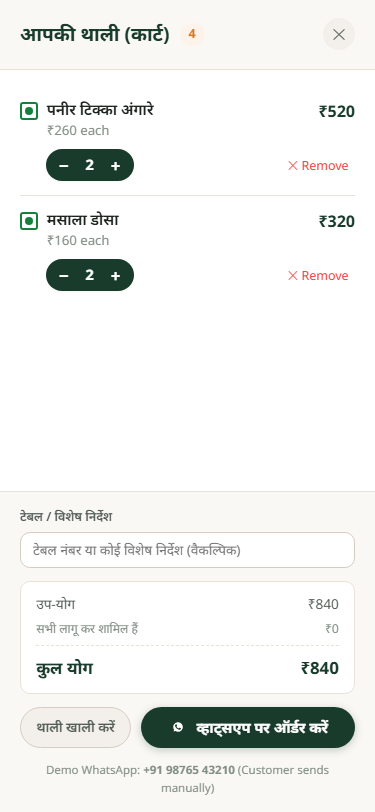 आपकी थाली (कार्ट) 4
पनीर टिक्का अंगारे ₹520
₹260 each
− 2 + Remove
मसाला डोसा ₹320
₹160 each
− 2 + Remove
टेबल / विशेष निर्देश
टेबल नंबर या कोई विशेष निर्देश (वैकल्पिक)
उप-योग ₹840
सभी लागू कर शामिल हैं ₹0
कुल योग ₹840
थाली खाली करें व्हाट्सएप पर ऑर्डर करें
Demo WhatsApp: +91 98765 43210 (Customer sends
manually)